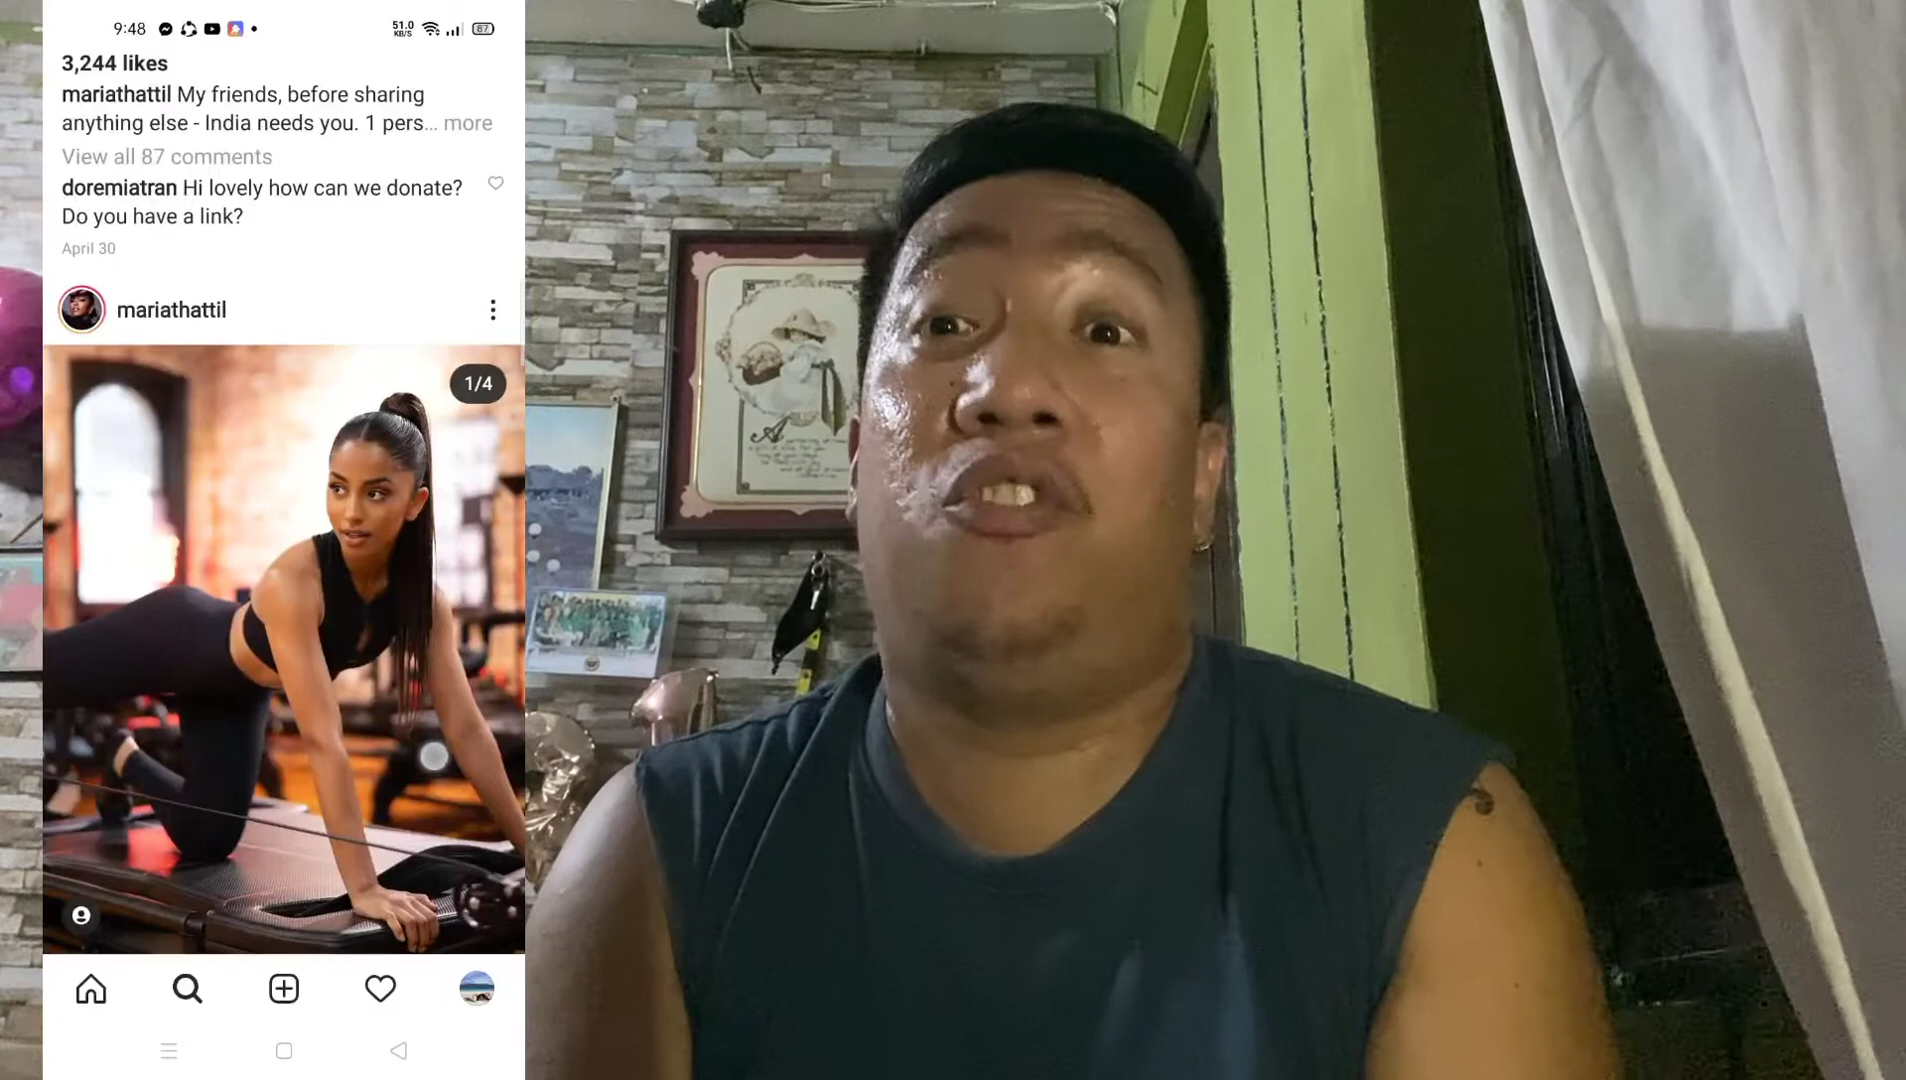 9:48
51.0
KB/S
87
3,244 likes
mariathattil My friends, before sharing
anything else - India needs you. 1 pers... more
View all 87 comments
doremiatran Hi lovely how can we donate?
Do you have a link?
April 30
mariathattil
1/4